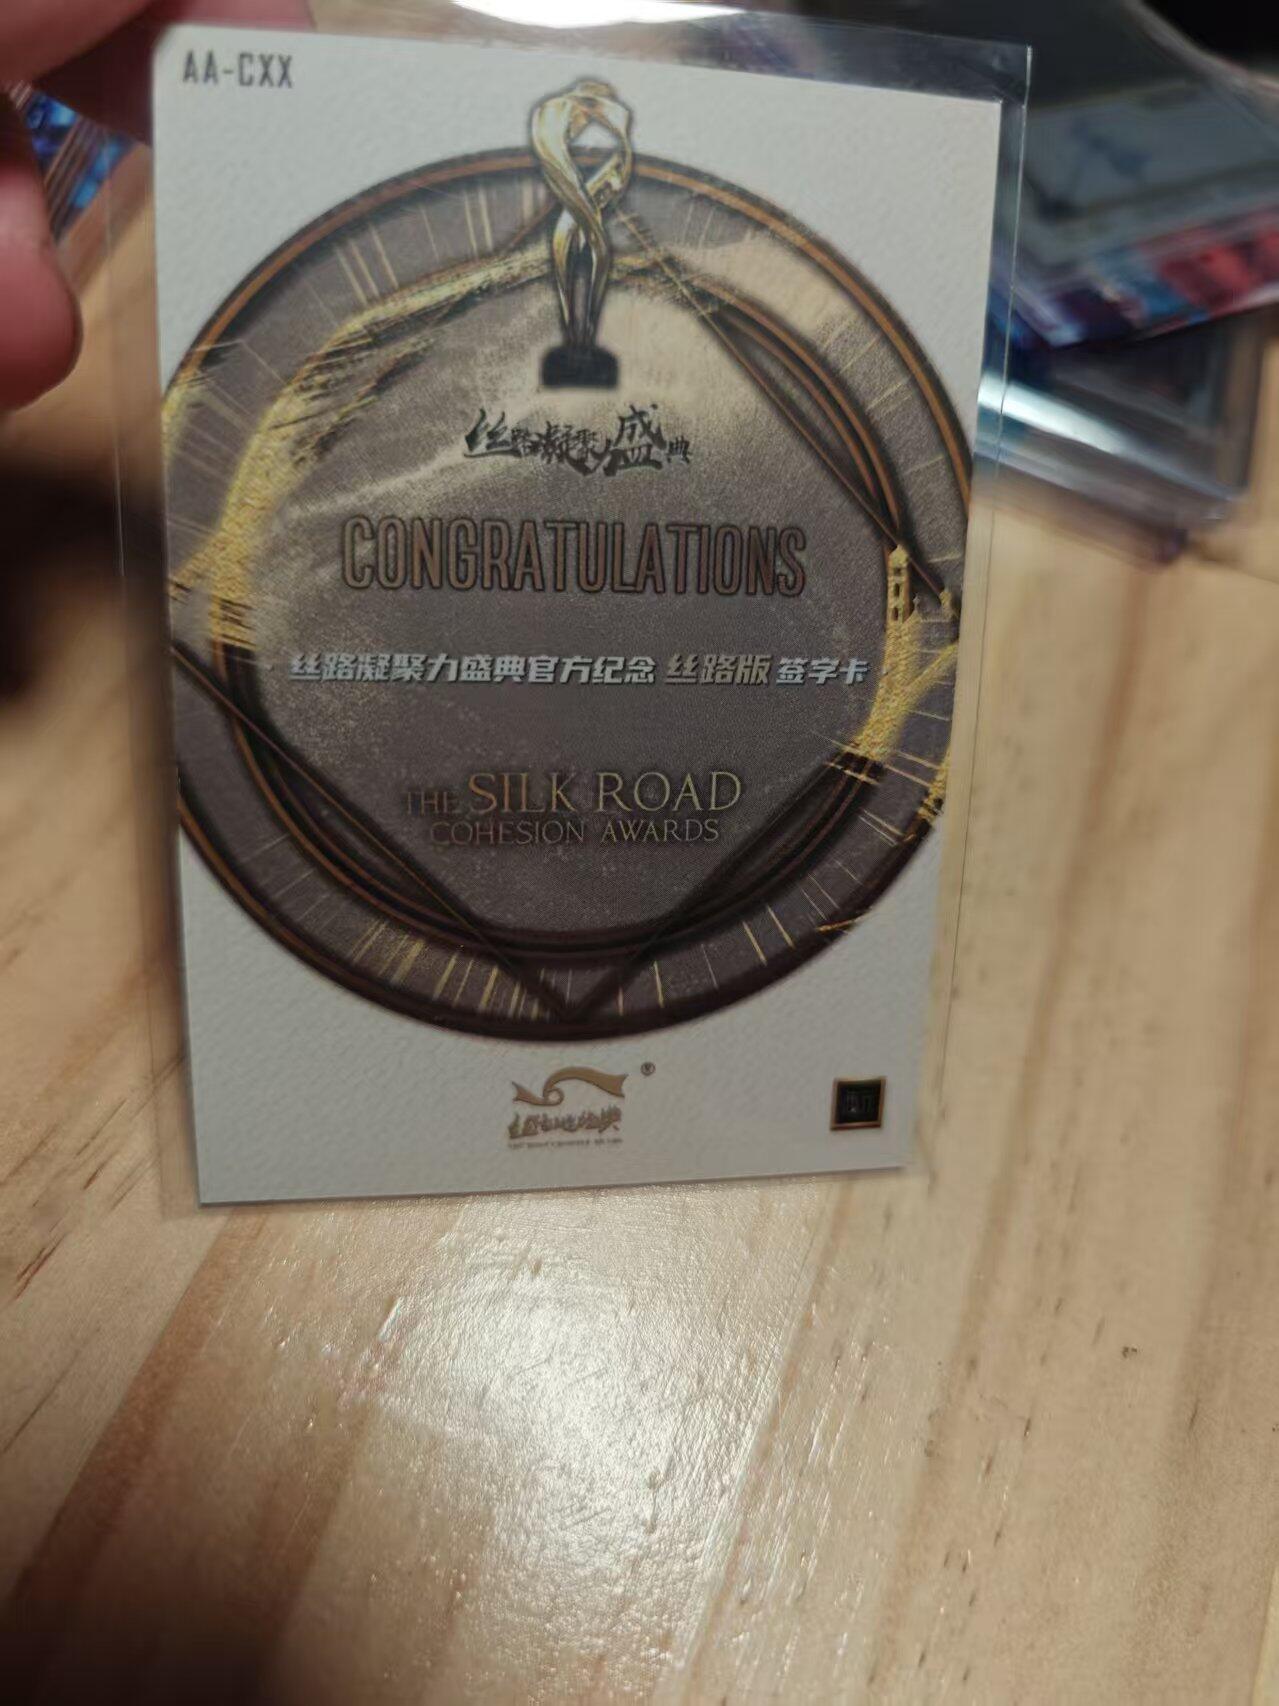 AA-CXX
丝路凝聚力盛典
CONGRATULATIONS
丝路凝聚力盛典官方纪念 丝路版 签字卡
THE SILK ROAD
COHESION AWARDS
®